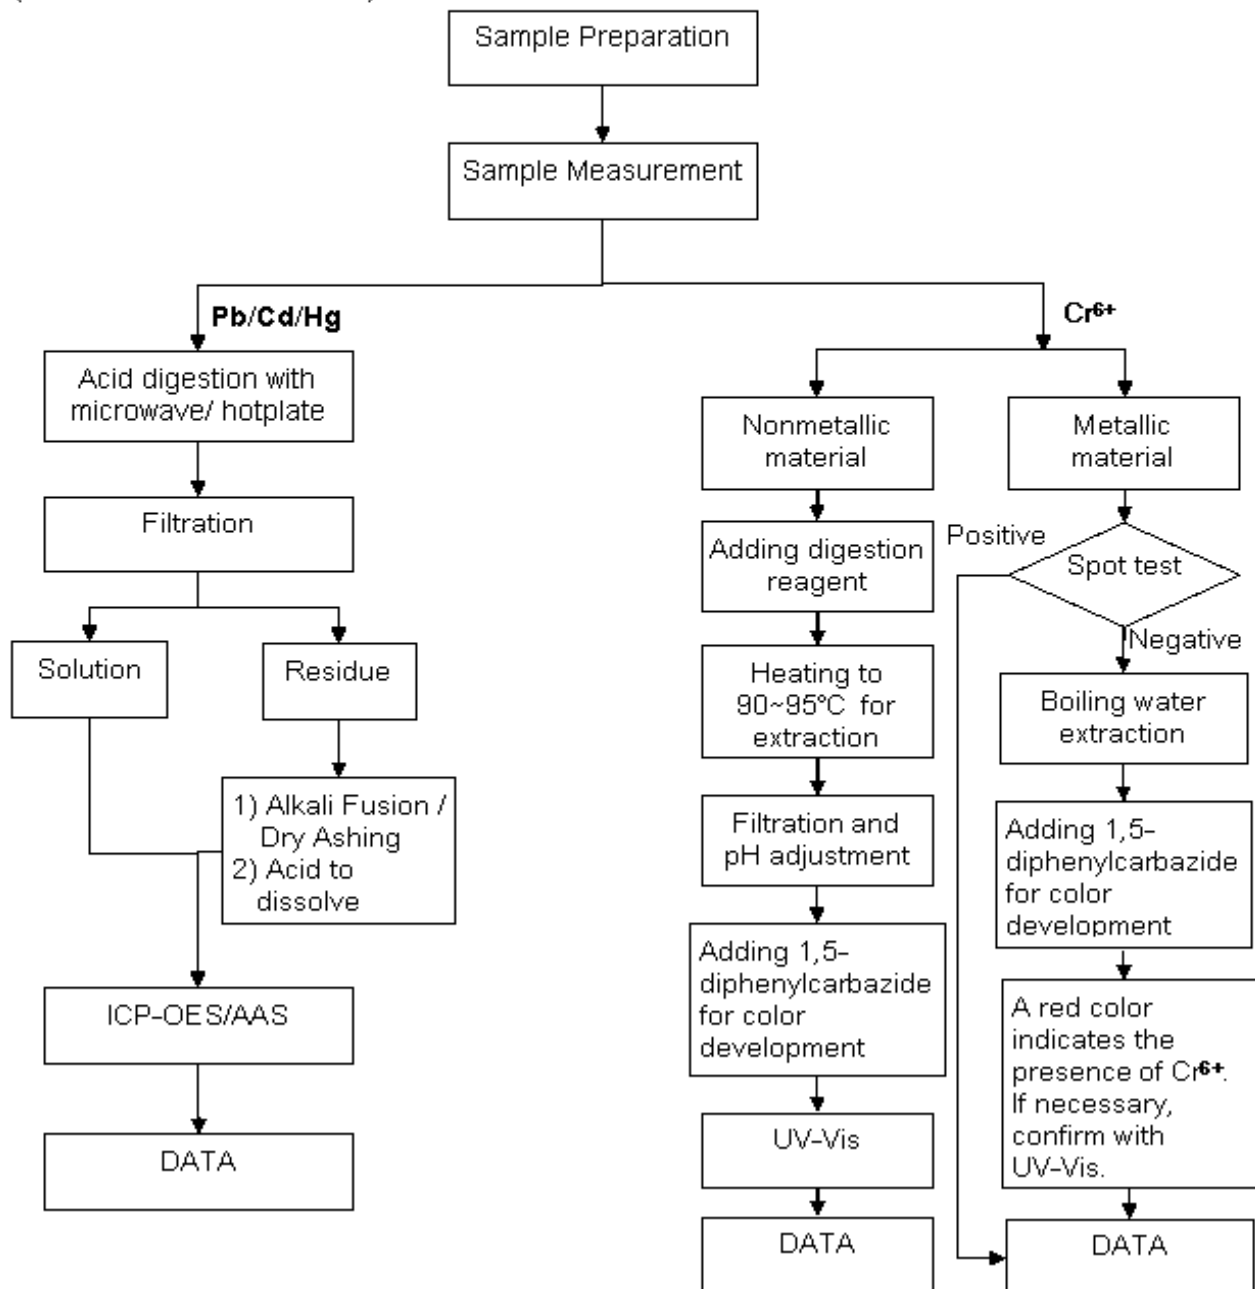 Sample Preparation
Sample Measurement
Pb/Cd/Hg
Cr6+
Acid digestion with
microwave/ hotplate
Filtration
Solution
Residue
1) Alkali Fusion /
Dry Ashing
2) Acid to
dissolve
ICP-OES/AAS
DATA
Nonmetallic
material
Adding digestion
reagent
Heating to
90~95°C for
extraction
Filtration and
pH adjustment
Adding 1,5-
diphenylcarbazide
for color
development
UV-Vis
DATA
Metallic
material
Positive
Spot test
Negative
Boiling water
extraction
Adding 1,5-
diphenylcarbazide
for color
development
A red color
indicates the
presence of Cr6+.
If necessary,
confirm with
UV-Vis.
DATA